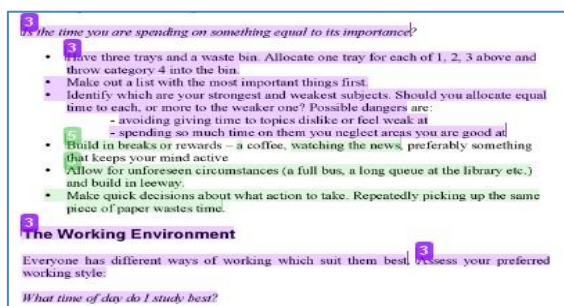 3
Is the time you are spending on something equal to its importance?
3
• Have three trays and a waste bin. Allocate one tray for each of 1, 2, 3 above and
throw category 4 into the bin.
• Make out a list with the most important things first.
• Identify which are your strongest and weakest subjects. Should you allocate equal
time to each, or more to the weaker one? Possible dangers are:
- avoiding giving time to topics dislike or feel weak at
- spending so much time on them you neglect areas you are good at
5
• Build in breaks or rewards – a coffee, watching the news, preferably something
that keeps your mind active
• Allow for unforeseen circumstances (a full bus, a long queue at the library etc.)
and build in leeway.
• Make quick decisions about what action to take. Repeatedly picking up the same
piece of paper wastes time.
3
The Working Environment
3
Everyone has different ways of working which suit them best. Assess your preferred
working style:
What time of day do I study best?